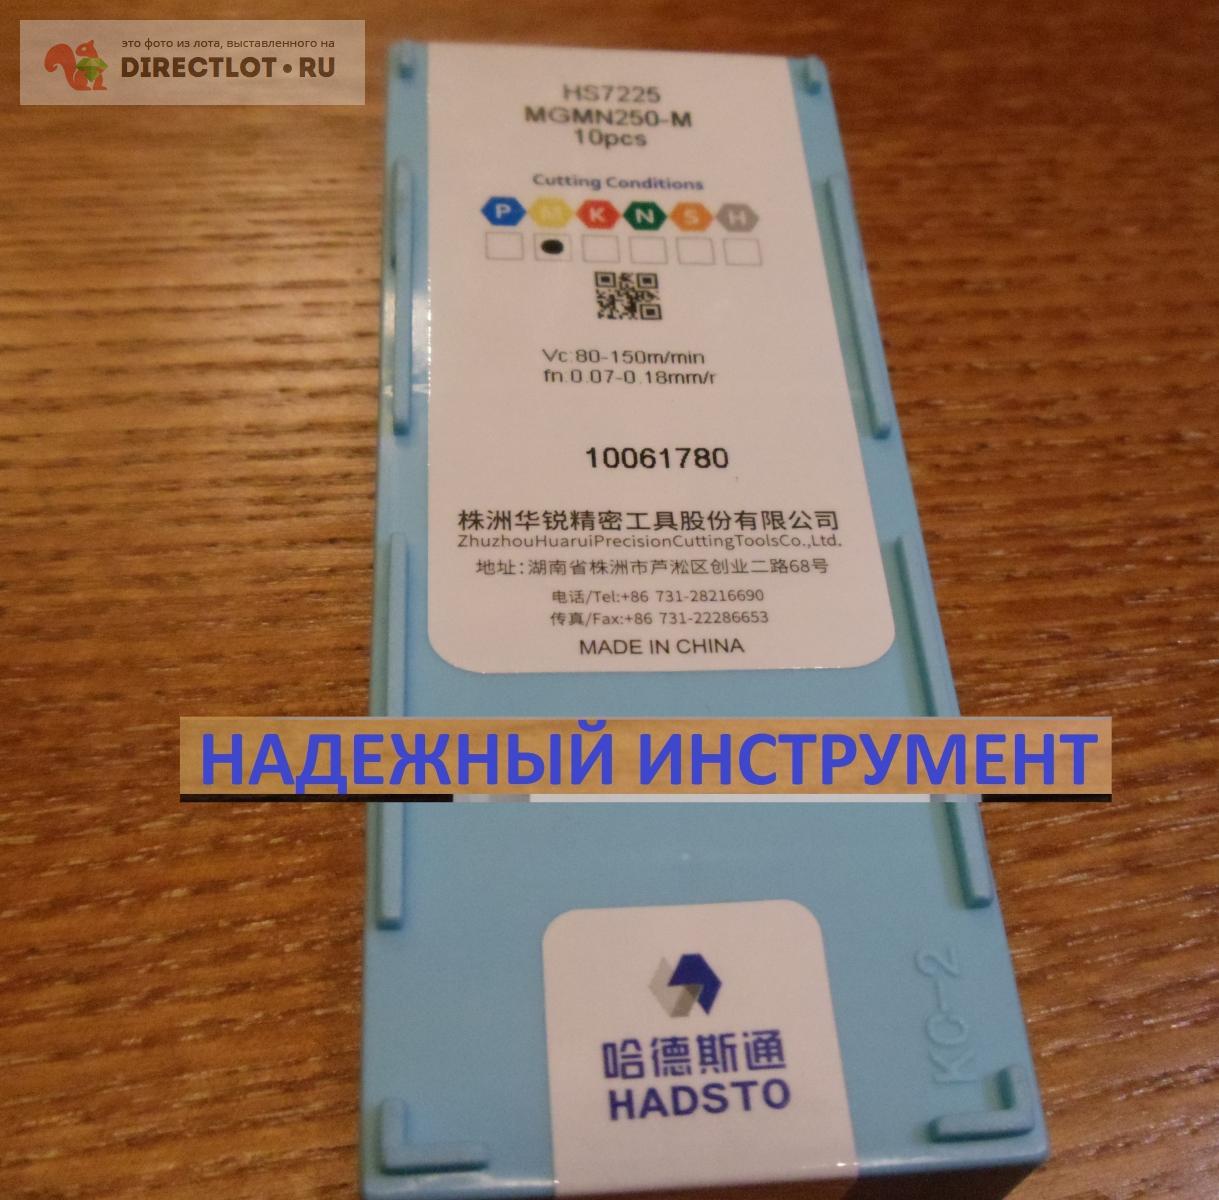 это фото из лота, выставленного на
DIRECTLOT•RU
HS7225
MGMN250-M
10pcs
Cutting Conditions
P M K N S H
Vc:80-150m/min
fn:0.07-0.18mm/r
10061780
株洲华锐精密工具股份有限公司
ZhuzhouHuaruiPrecisionCuttingToolsCo.,Ltd.
地址:湖南省株洲市芦淞区创业二路68号
电话/Tel:+86 731-28216690
传真/Fax:+86 731-22286653
MADE IN CHINA
НАДЕЖНЫЙ ИНСТРУМЕНТ
KC-2
哈德斯通
HADSTO